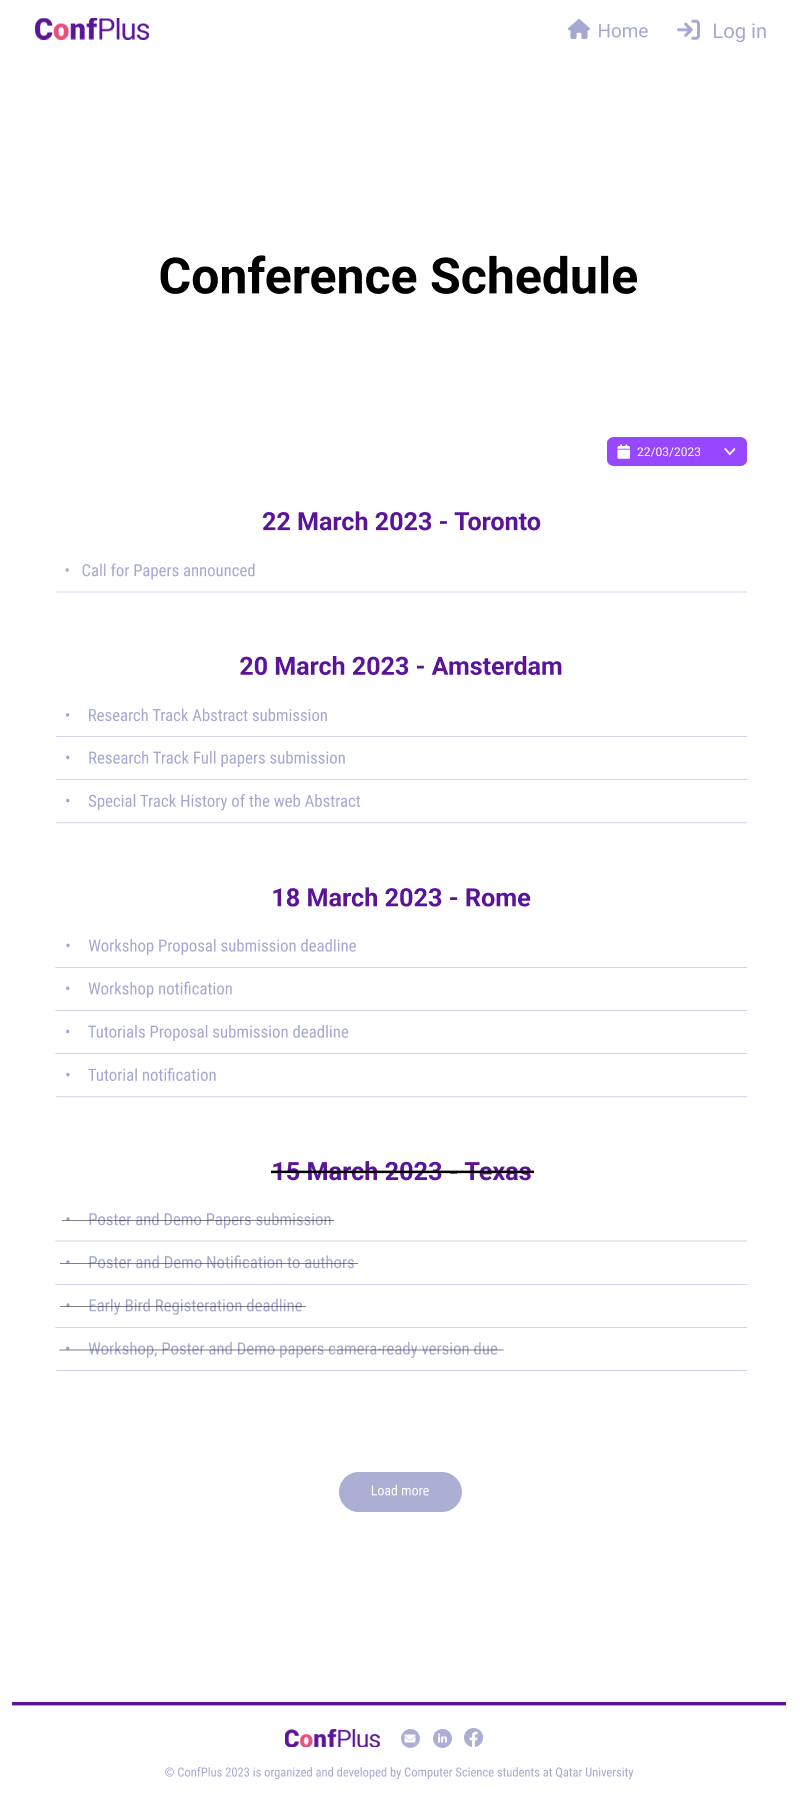 ConfPlus
Home
Log in
Conference Schedule
22/03/2023
22 March 2023 - Toronto
• Call for Papers announced
20 March 2023 - Amsterdam
• Research Track Abstract submission
• Research Track Full papers submission
• Special Track History of the web Abstract
18 March 2023 - Rome
• Workshop Proposal submission deadline
• Workshop notification
• Tutorials Proposal submission deadline
• Tutorial notification
15 March 2023 - Texas
• Poster and Demo Papers submission
• Poster and Demo Notification to authors
• Early Bird Registeration deadline
• Workshop, Poster and Demo papers camera-ready version due
Load more
ConfPlus
© ConfPlus 2023 is organized and developed by Computer Science students at Qatar University